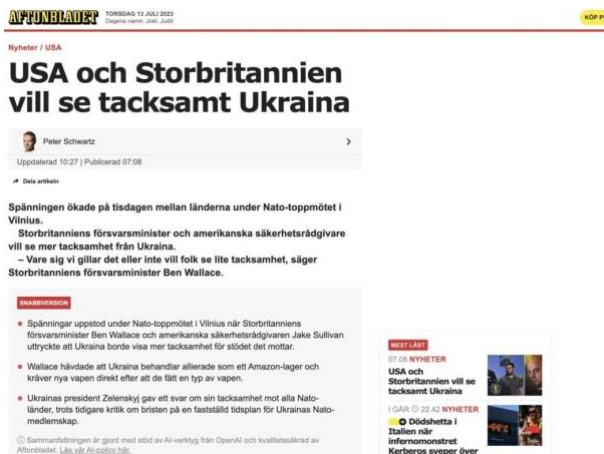 AFTONBLADET
TORSDAG 13 JULI 2023
Dagens namn: Joel, Judit
KÖP P
Nyheter / USA
USA och Storbritannien
vill se tacksamt Ukraina
Peter Schwartz
Uppdaterad 10:27 | Publicerad 07:08
Dela artikeln
Spänningen ökade på tisdagen mellan länderna under Nato-toppmötet i
Vilnius.
Storbritanniens försvarsminister och amerikanska säkerhetsrådgivare
vill se mer tacksamhet från Ukraina.
– Vare sig vi gillar det eller inte vill folk se lite tacksamhet, säger
Storbritanniens försvarsminister Ben Wallace.
SNABBVERSION
Spänningar uppstod under Nato-toppmötet i Vilnius när Storbritanniens
försvarsminister Ben Wallace och amerikanska säkerhetsrådgivaren Jake Sullivan
uttryckte att Ukraina borde visa mer tacksamhet för stödet det mottar.
Wallace hävdade att Ukraina behandlar allierade som ett Amazon-lager och
kräver nya vapen direkt efter att de fått en typ av vapen.
Ukrainas president Zelenskyj gav ett svar om sin tacksamhet mot alla Nato-
länder, trots tidigare kritik om bristen på en fastställd tidsplan för Ukrainas Nato-
medlemskap.
Sammanfattningen är gjord med stöd av AI-verktyg från OpenAI och kvalitetssäkrad av
Aftonbladet. Läs vår AI-policy här.
MEST LÄST
07.08 NYHETER
USA och
Storbritannien vill se
tacksamt Ukraina
I GÅR 22.42 NYHETER
Dödshetta i
Italien när
infernomonstret
Kerberos sveper över